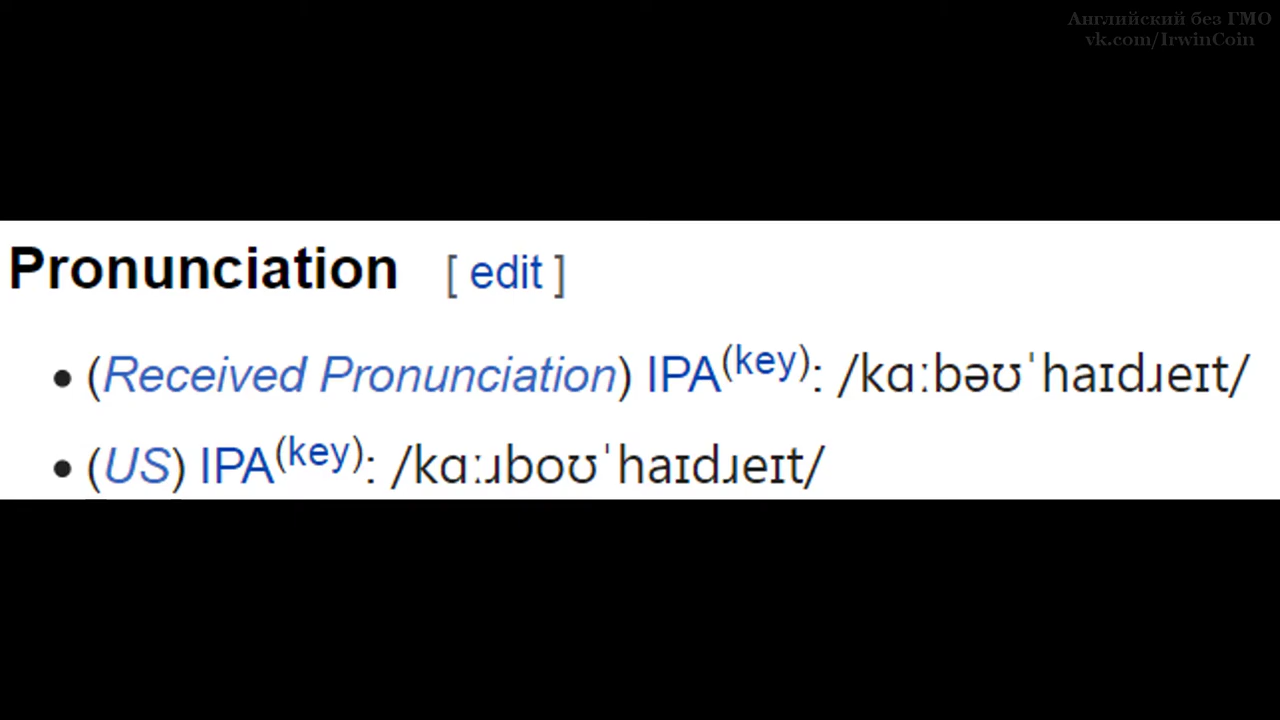 Английский без ГМО
vk.com/IrwinCoin
Pronunciation [ edit ]
• (Received Pronunciation) IPA(key): /kɑːbəʊˈhaɪdɹeɪt/
• (US) IPA(key): /kɑːɹboʊˈhaɪdɹeɪt/